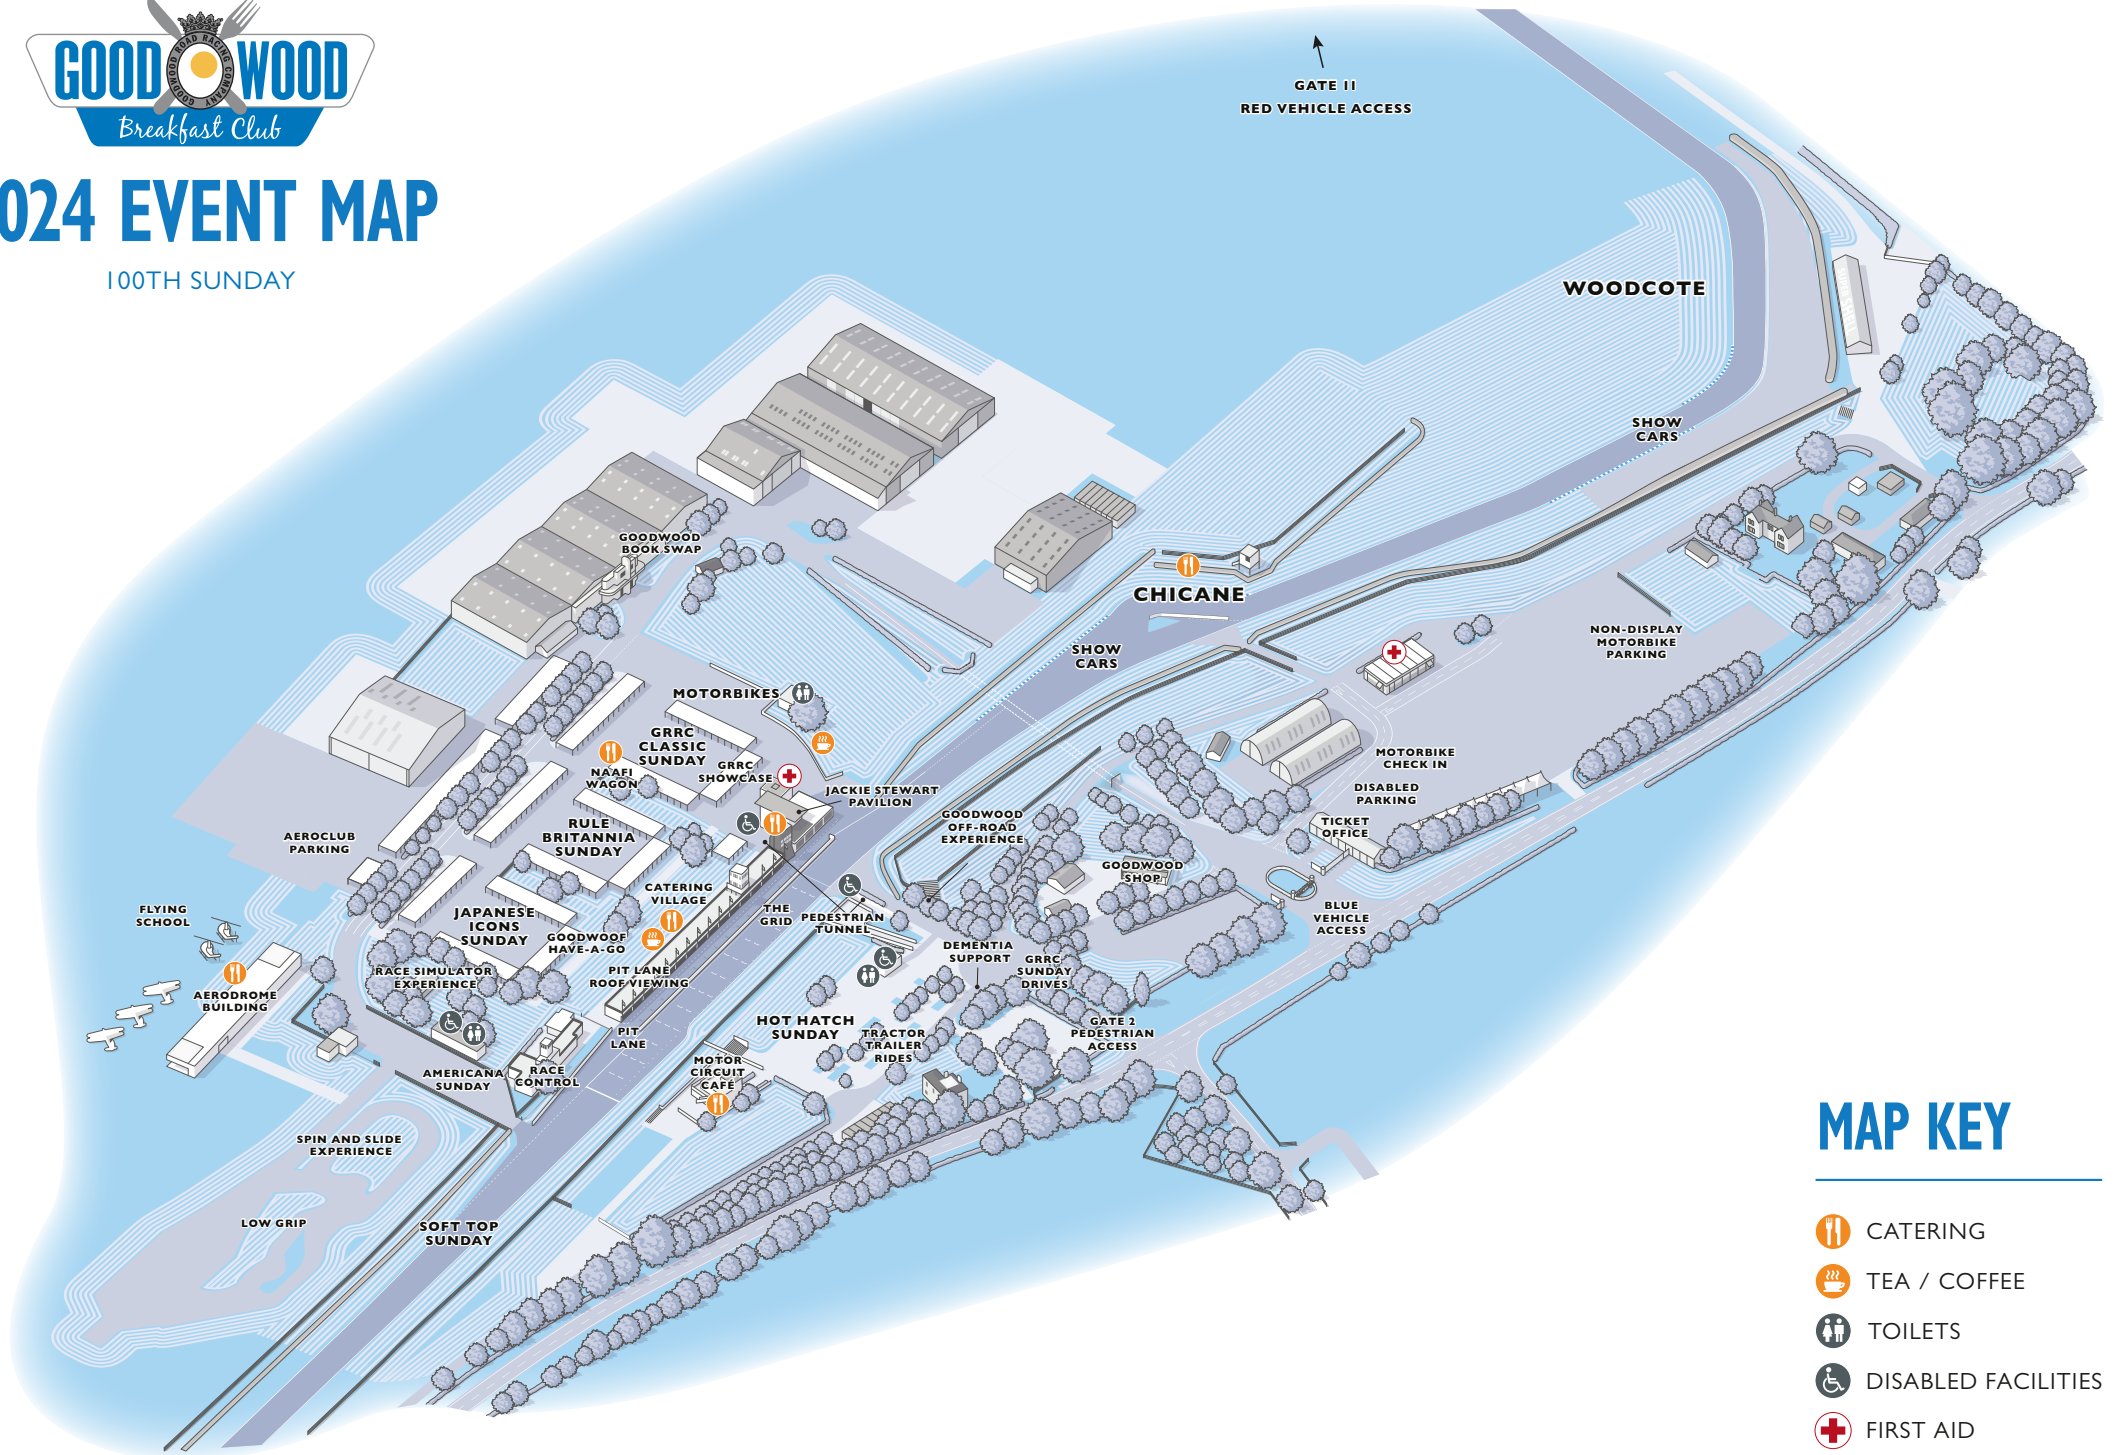 GOOD WOOD
GOODWOOD ROAD RACING COMPANY
Breakfast Club
024 EVENT MAP
100TH SUNDAY
GATE 11
RED VEHICLE ACCESS
WOODCOTE
SHOW
CARS
GOODWOOD
BOOK SWAP
CHICANE
SHOW
CARS
NON-DISPLAY
MOTORBIKE
PARKING
MOTORBIKES
GRRC
CLASSIC
SUNDAY
NAAFI
WAGON
GRRC
SHOWCASE
JACKIE STEWART
PAVILION
MOTORBIKE
CHECK IN
DISABLED
PARKING
TICKET
OFFICE
GOODWOOD
OFF-ROAD
EXPERIENCE
AEROCLUB
PARKING
RULE
BRITANNIA
SUNDAY
GOODWOOD
SHOP
CATERING
VILLAGE
FLYING
SCHOOL
JAPANESE
ICONS
SUNDAY
GOODWOOF
HAVE-A-GO
THE
GRID
PEDESTRIAN
TUNNEL
BLUE
VEHICLE
ACCESS
DEMENTIA
SUPPORT
GRRC
SUNDAY
DRIVES
RACE SIMULATOR
EXPERIENCE
PIT LANE
ROOF VIEWING
AERODROME
BUILDING
HOT HATCH
SUNDAY
TRACTOR
TRAILER
RIDES
GATE 2
PEDESTRIAN
ACCESS
PIT
LANE
MOTOR
CIRCUIT
CAFÉ
AMERICANA
SUNDAY
RACE
CONTROL
SPIN AND SLIDE
EXPERIENCE
LOW GRIP
SOFT TOP
SUNDAY
MAP KEY
CATERING
TEA / COFFEE
TOILETS
DISABLED FACILITIES
FIRST AID